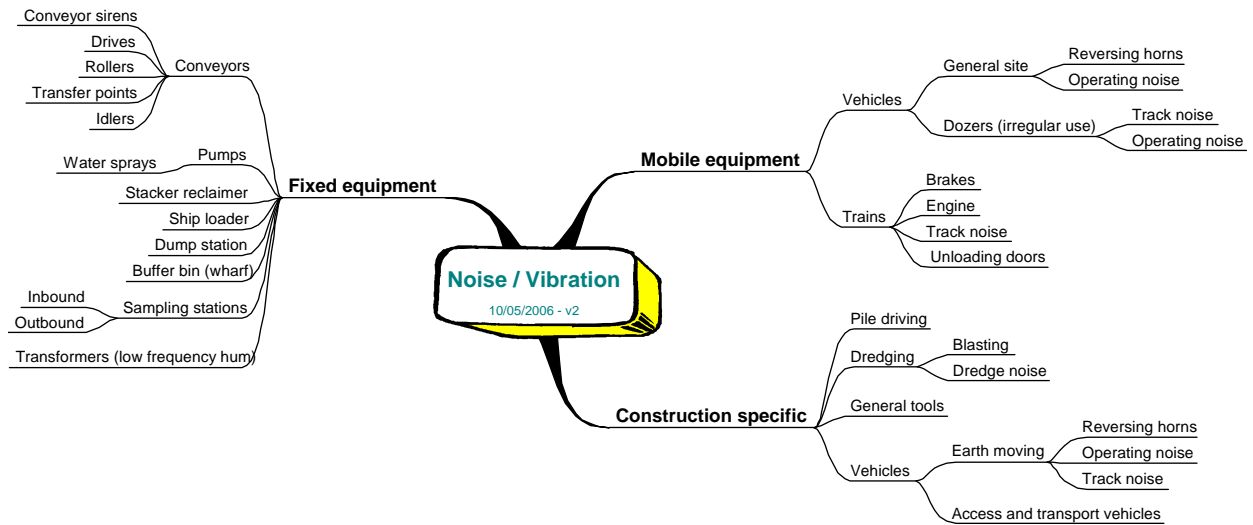 Noise / Vibration
10/05/2006 - v2
Fixed equipment
Conveyors
Conveyor sirens
Drives
Rollers
Transfer points
Idlers
Pumps
Water sprays
Stacker reclaimer
Ship loader
Dump station
Buffer bin (wharf)
Sampling stations
Inbound
Outbound
Transformers (low frequency hum)
Mobile equipment
Vehicles
General site
Reversing horns
Operating noise
Dozers (irregular use)
Track noise
Operating noise
Trains
Brakes
Engine
Track noise
Unloading doors
Construction specific
Pile driving
Dredging
Blasting
Dredge noise
General tools
Vehicles
Earth moving
Reversing horns
Operating noise
Track noise
Access and transport vehicles